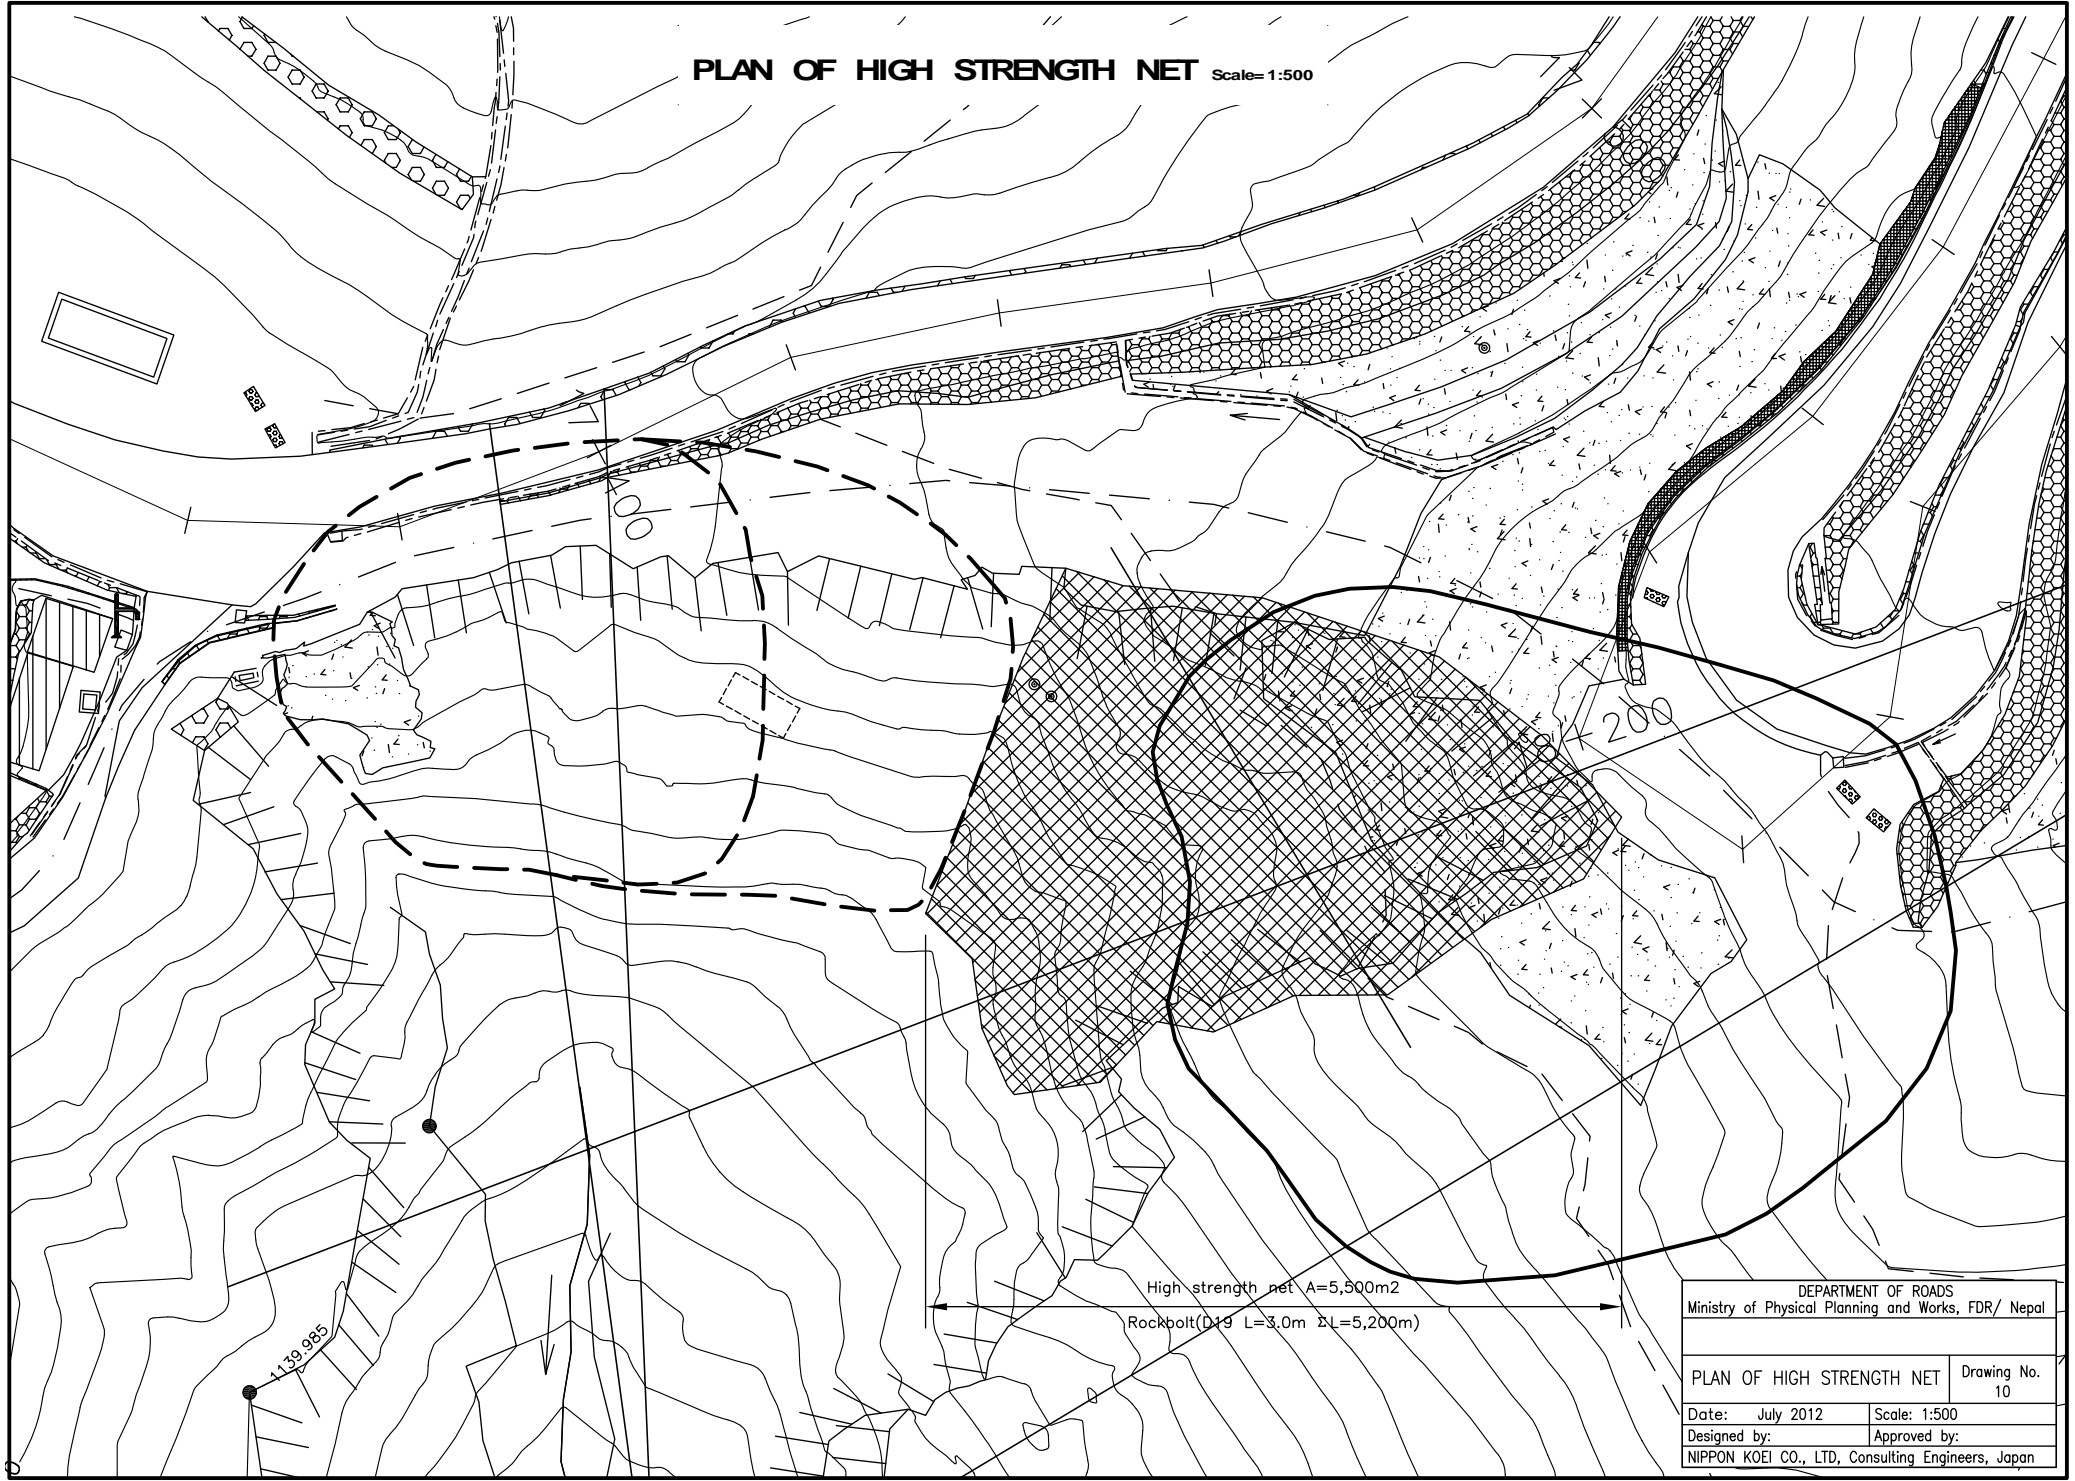 PLAN OF HIGH STRENGTH NET Scale=1:500
200
High strength net A=5,500m2
Rockbolt(D19 L=3.0m ΣL=5,200m)
1139.985
DEPARTMENT OF ROADS
Ministry of Physical Planning and Works, FDR/ Nepal
PLAN OF HIGH STRENGTH NET
Drawing No.
10
Date: July 2012
Scale: 1:500
Designed by:
Approved by:
NIPPON KOEI CO., LTD, Consulting Engineers, Japan